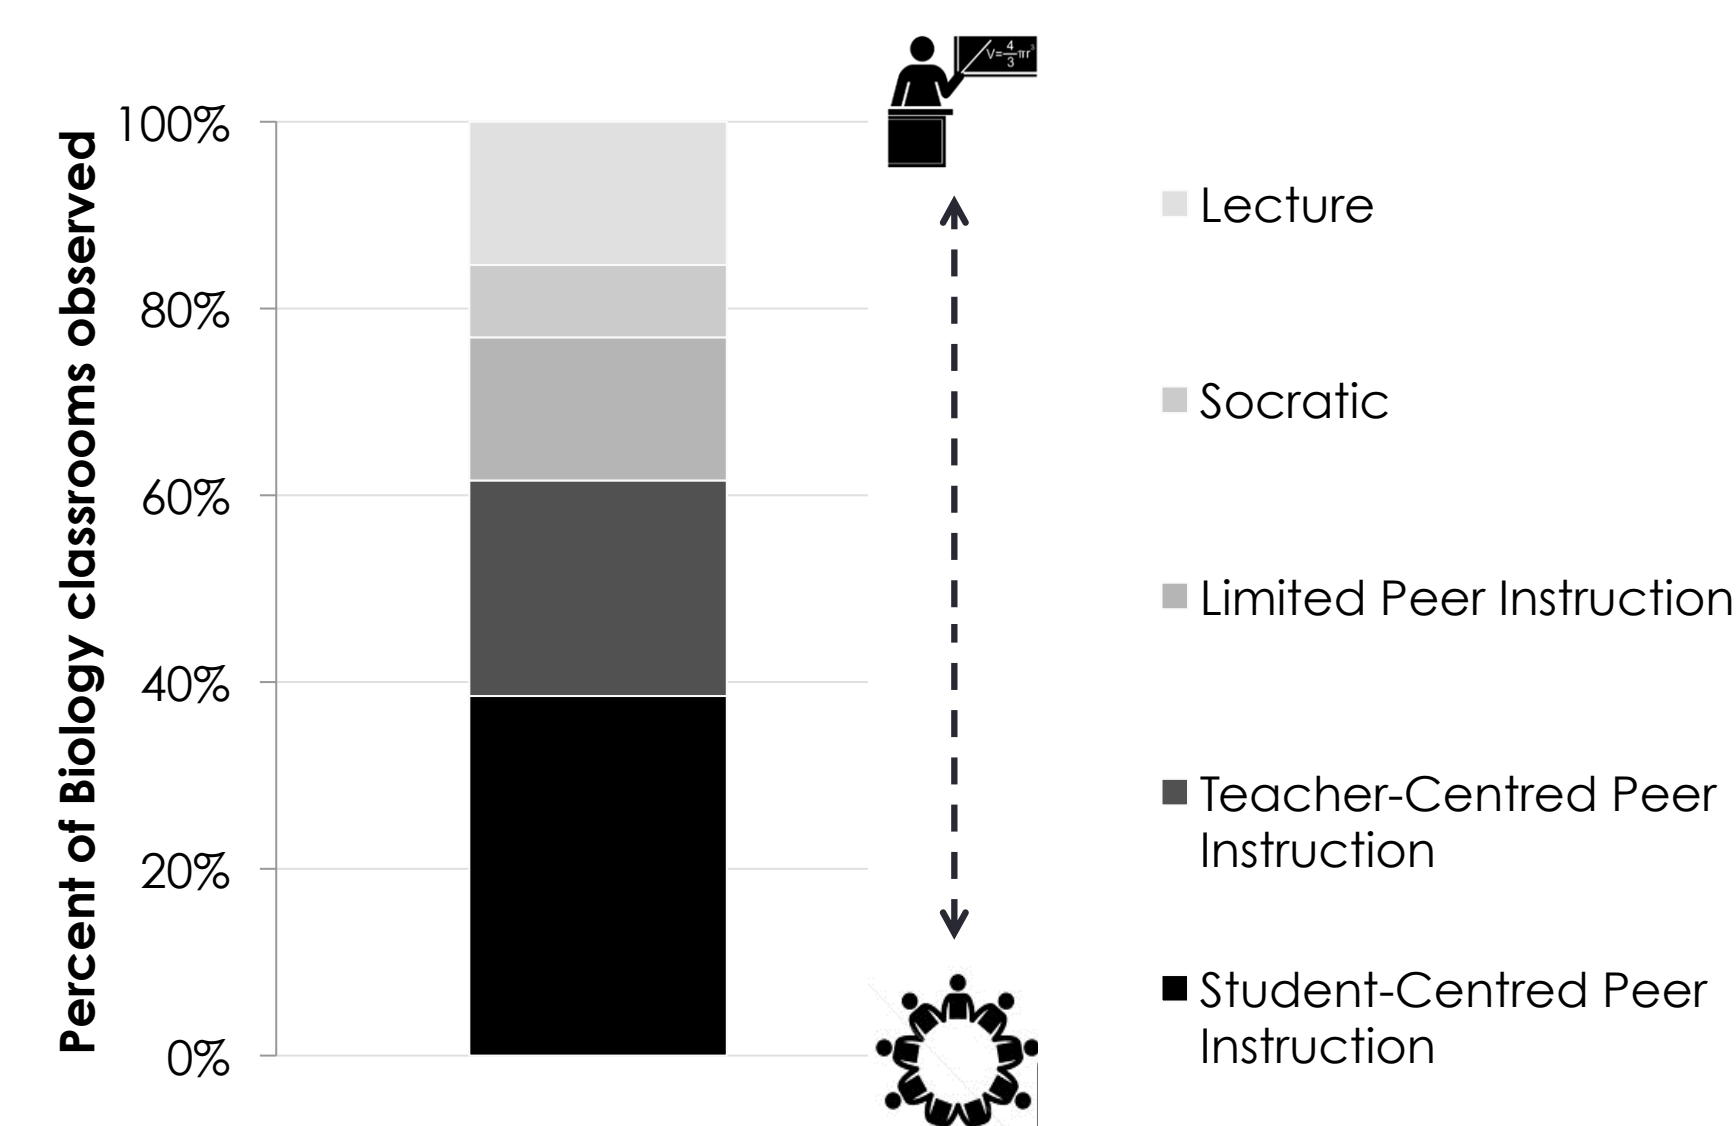 Percent of Biology classrooms observed
100%
80%
60%
40%
20%
0%
V=4/3πr³
Lecture
Socratic
Limited Peer Instruction
Teacher-Centred Peer
Instruction
Student-Centred Peer
Instruction